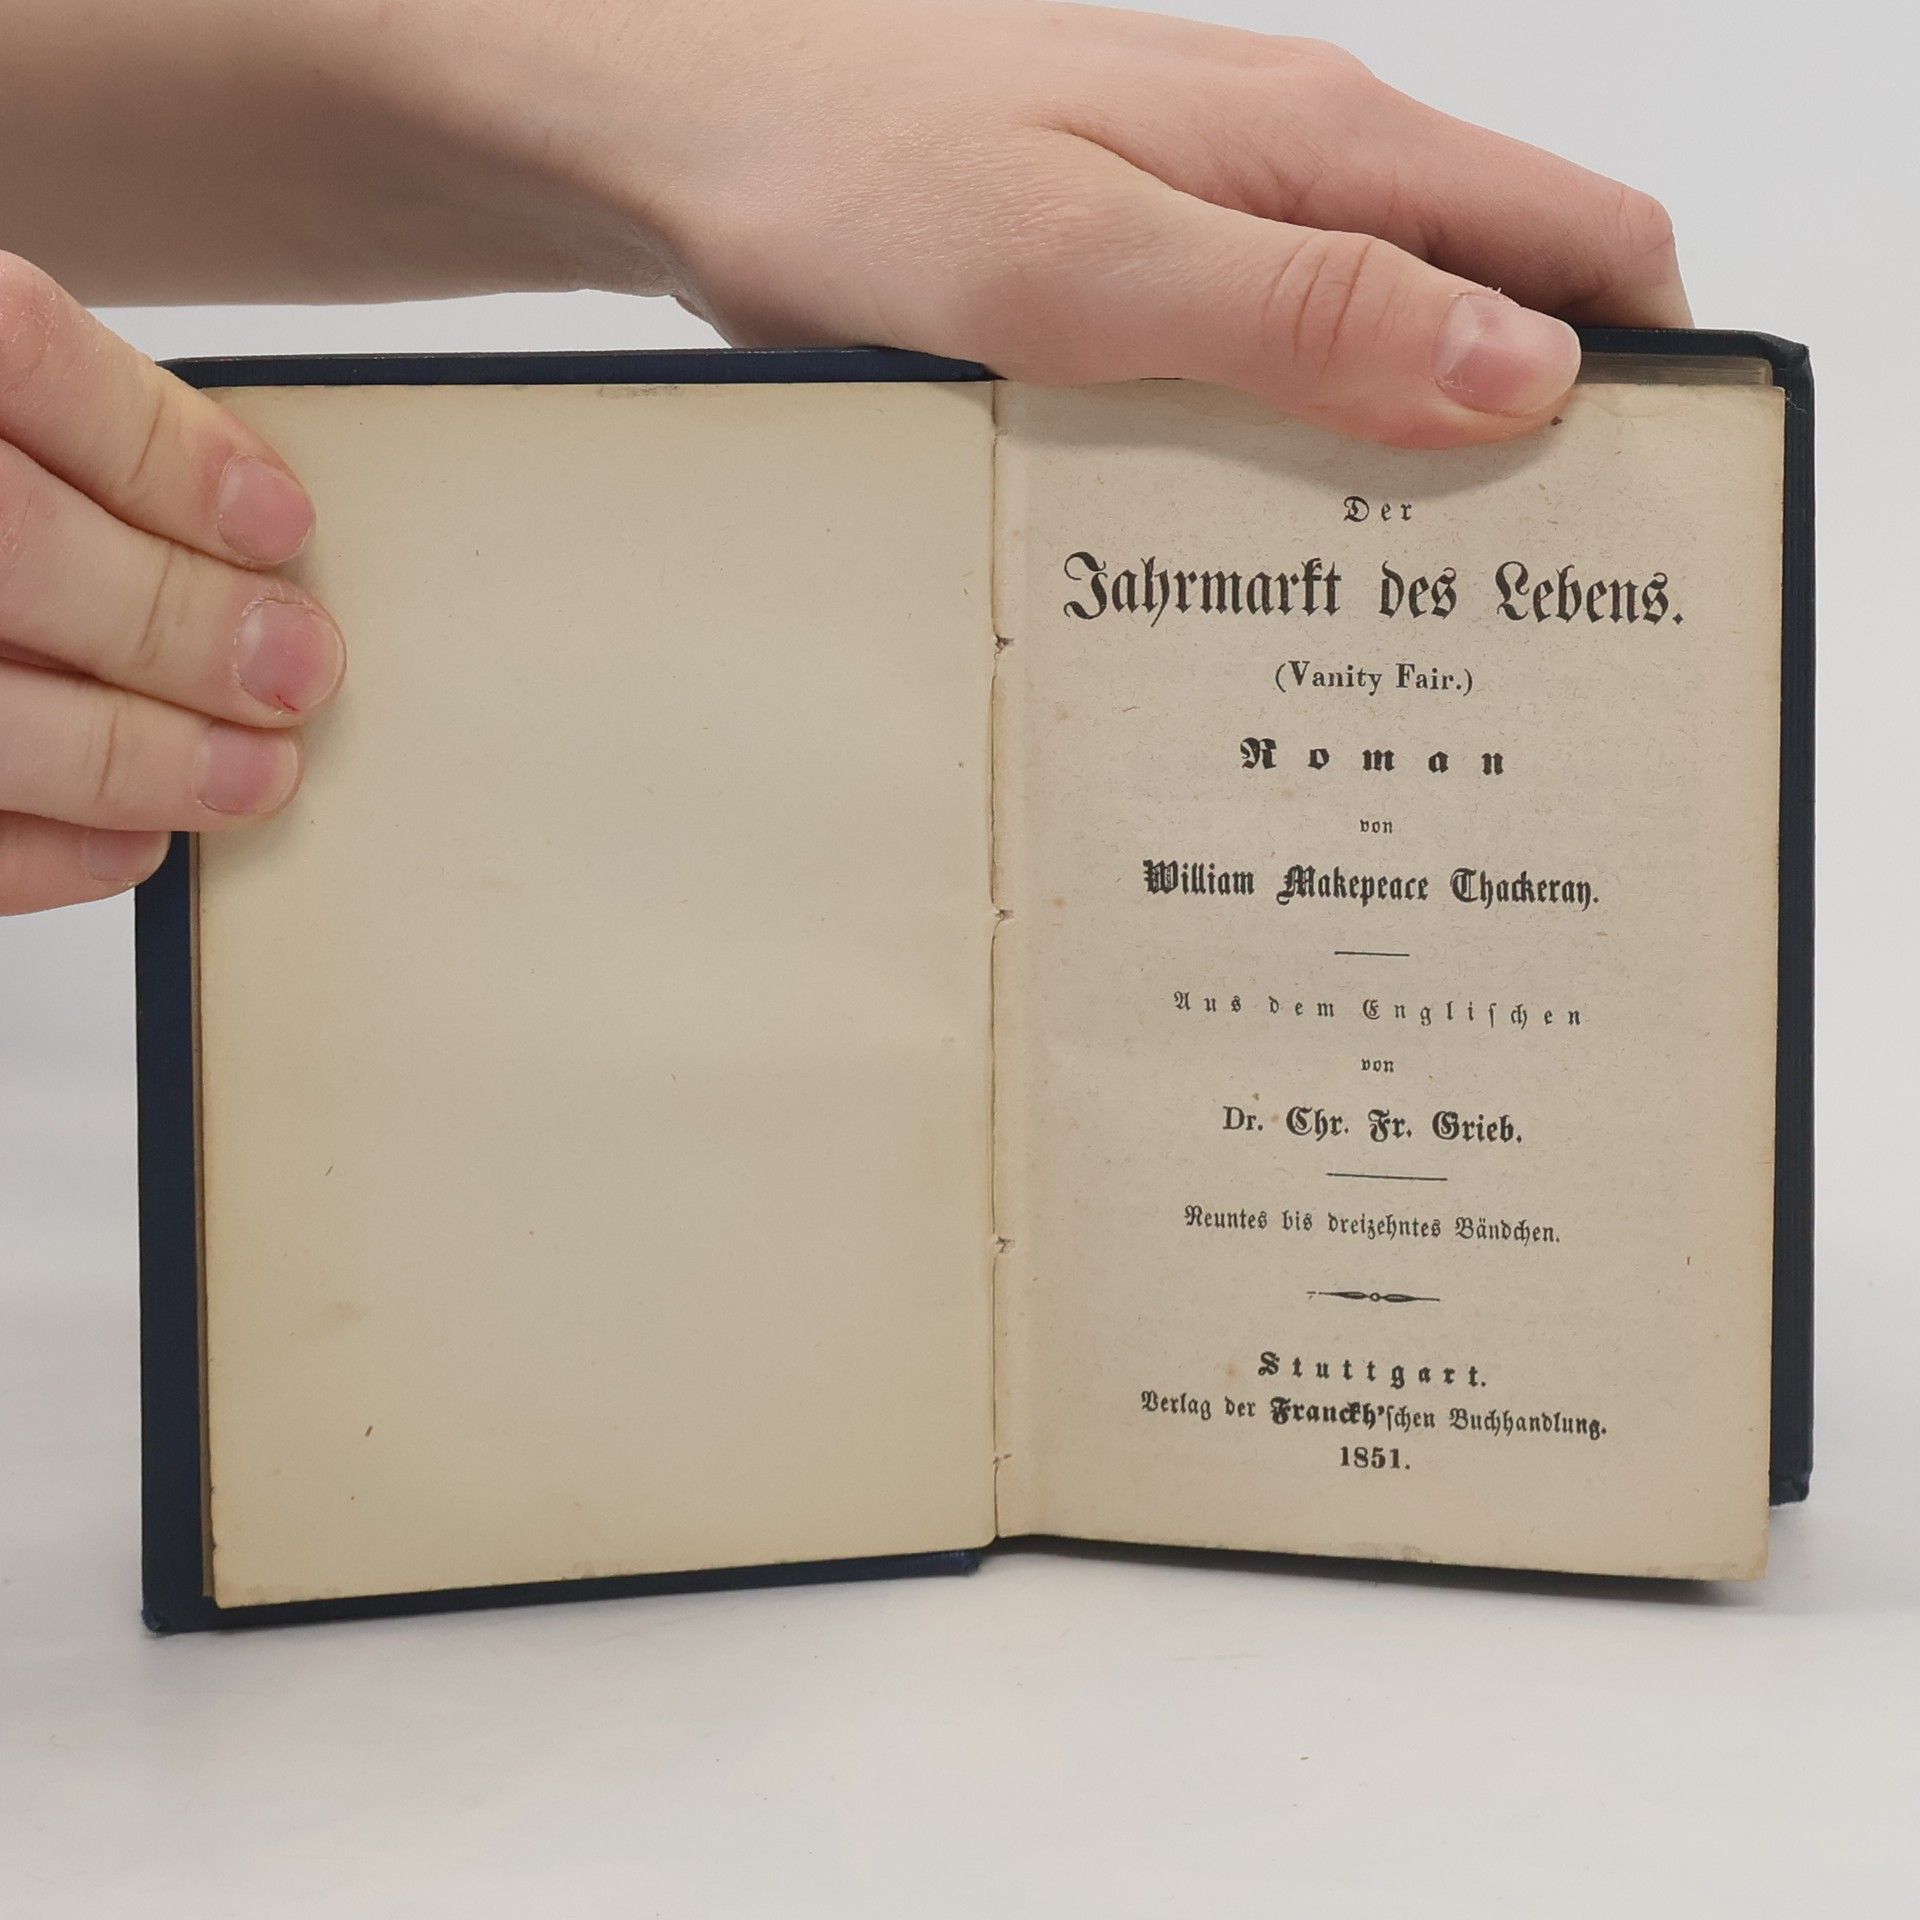 Der
Jahrmarkt des Lebens.
(Vanity Fair.)
Roman
von
William Makepeace Thackeray.
Aus dem Engliſchen
von
Dr. Chr. Fr. Grieb.
Neuntes bis dreizehntes Bändchen.
Stuttgart.
Verlag der Franckh'ſchen Buchhandlung.
1851.